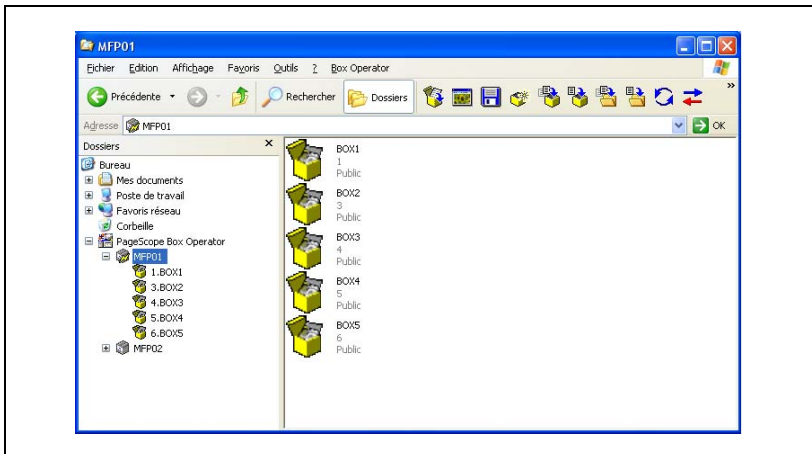 MFP01
Fichier Edition Affichage Favoris Outils ? Box Operator
Précédente Rechercher Dossiers »
Adresse MFP01 OK
Dossiers x
Bureau
Mes documents
Poste de travail
Favoris réseau
Corbeille
PageScope Box Operator
MFP01
1.BOX1
3.BOX2
4.BOX3
5.BOX4
6.BOX5
MFP02
BOX1
1
Public
BOX2
3
Public
BOX3
4
Public
BOX4
5
Public
BOX5
6
Public